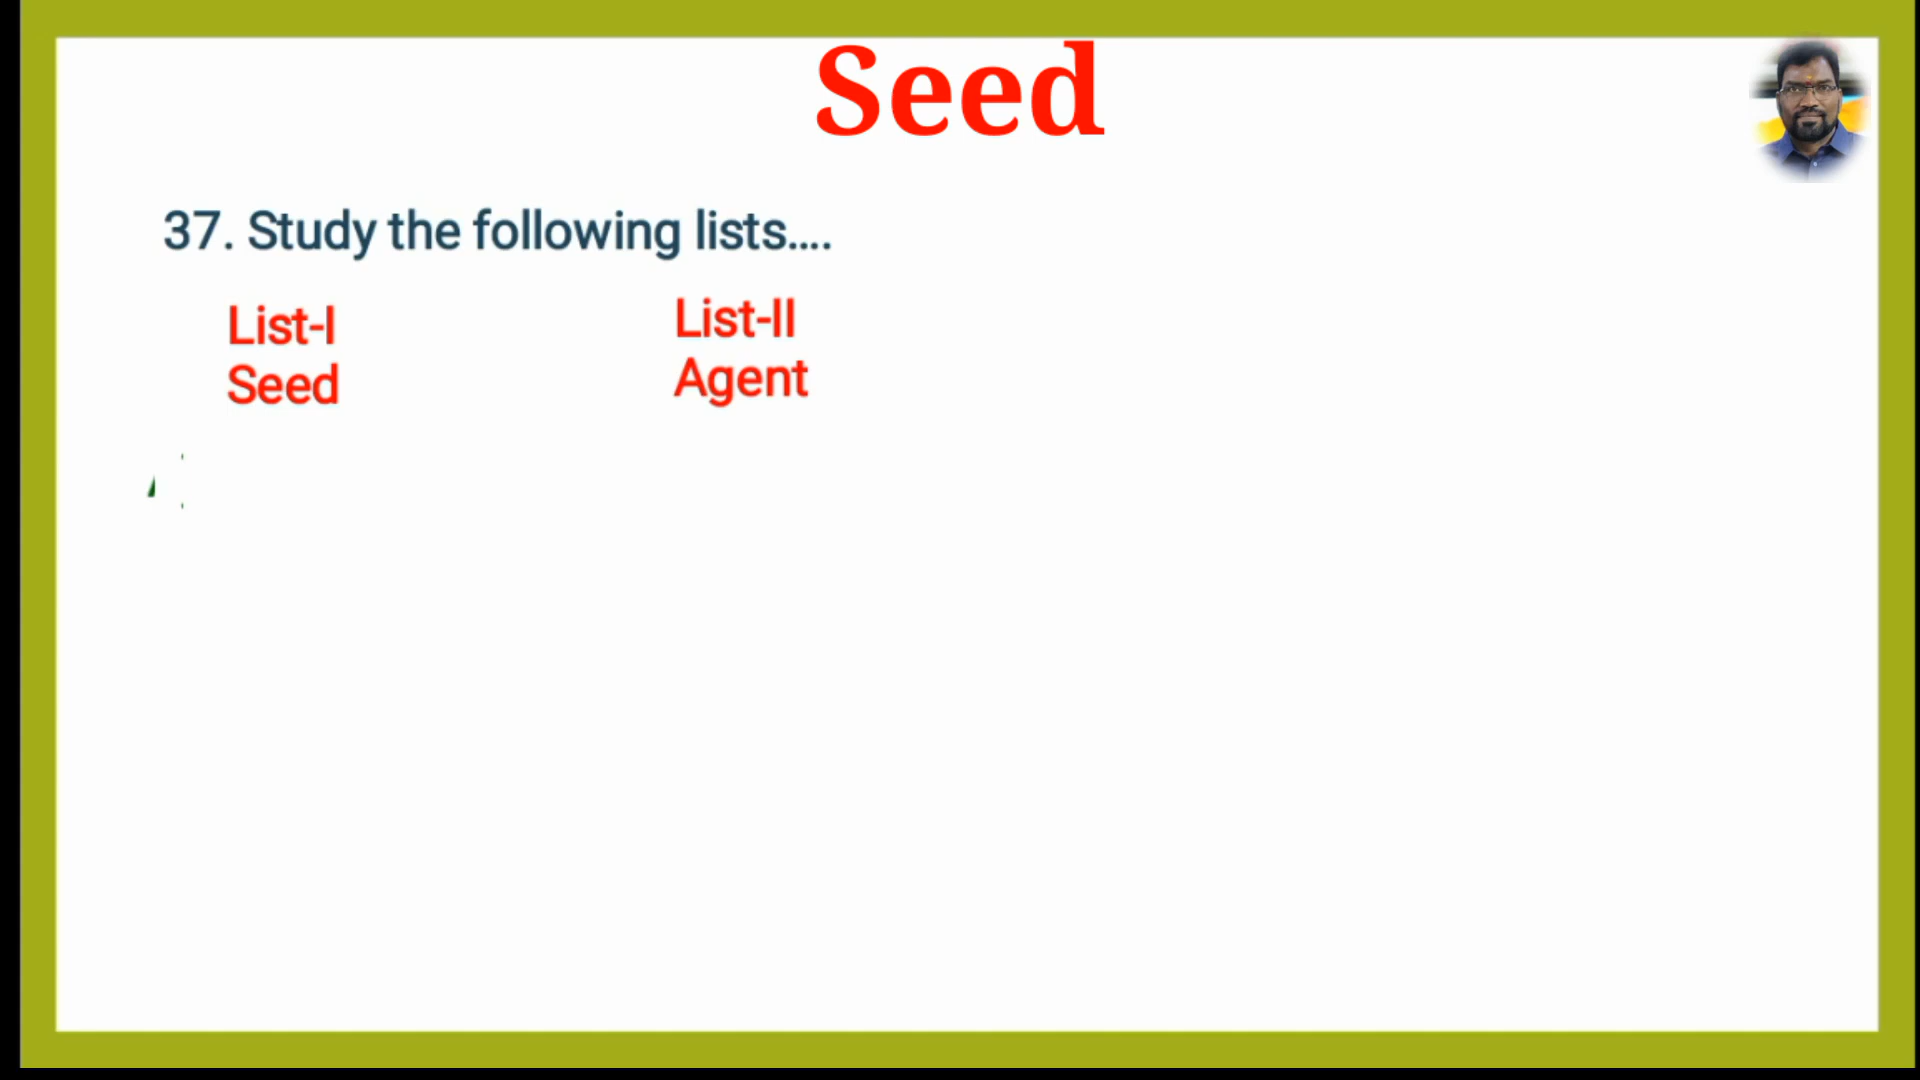 Seed
37. Study the following lists....
List-I
List-II
Seed
Agent